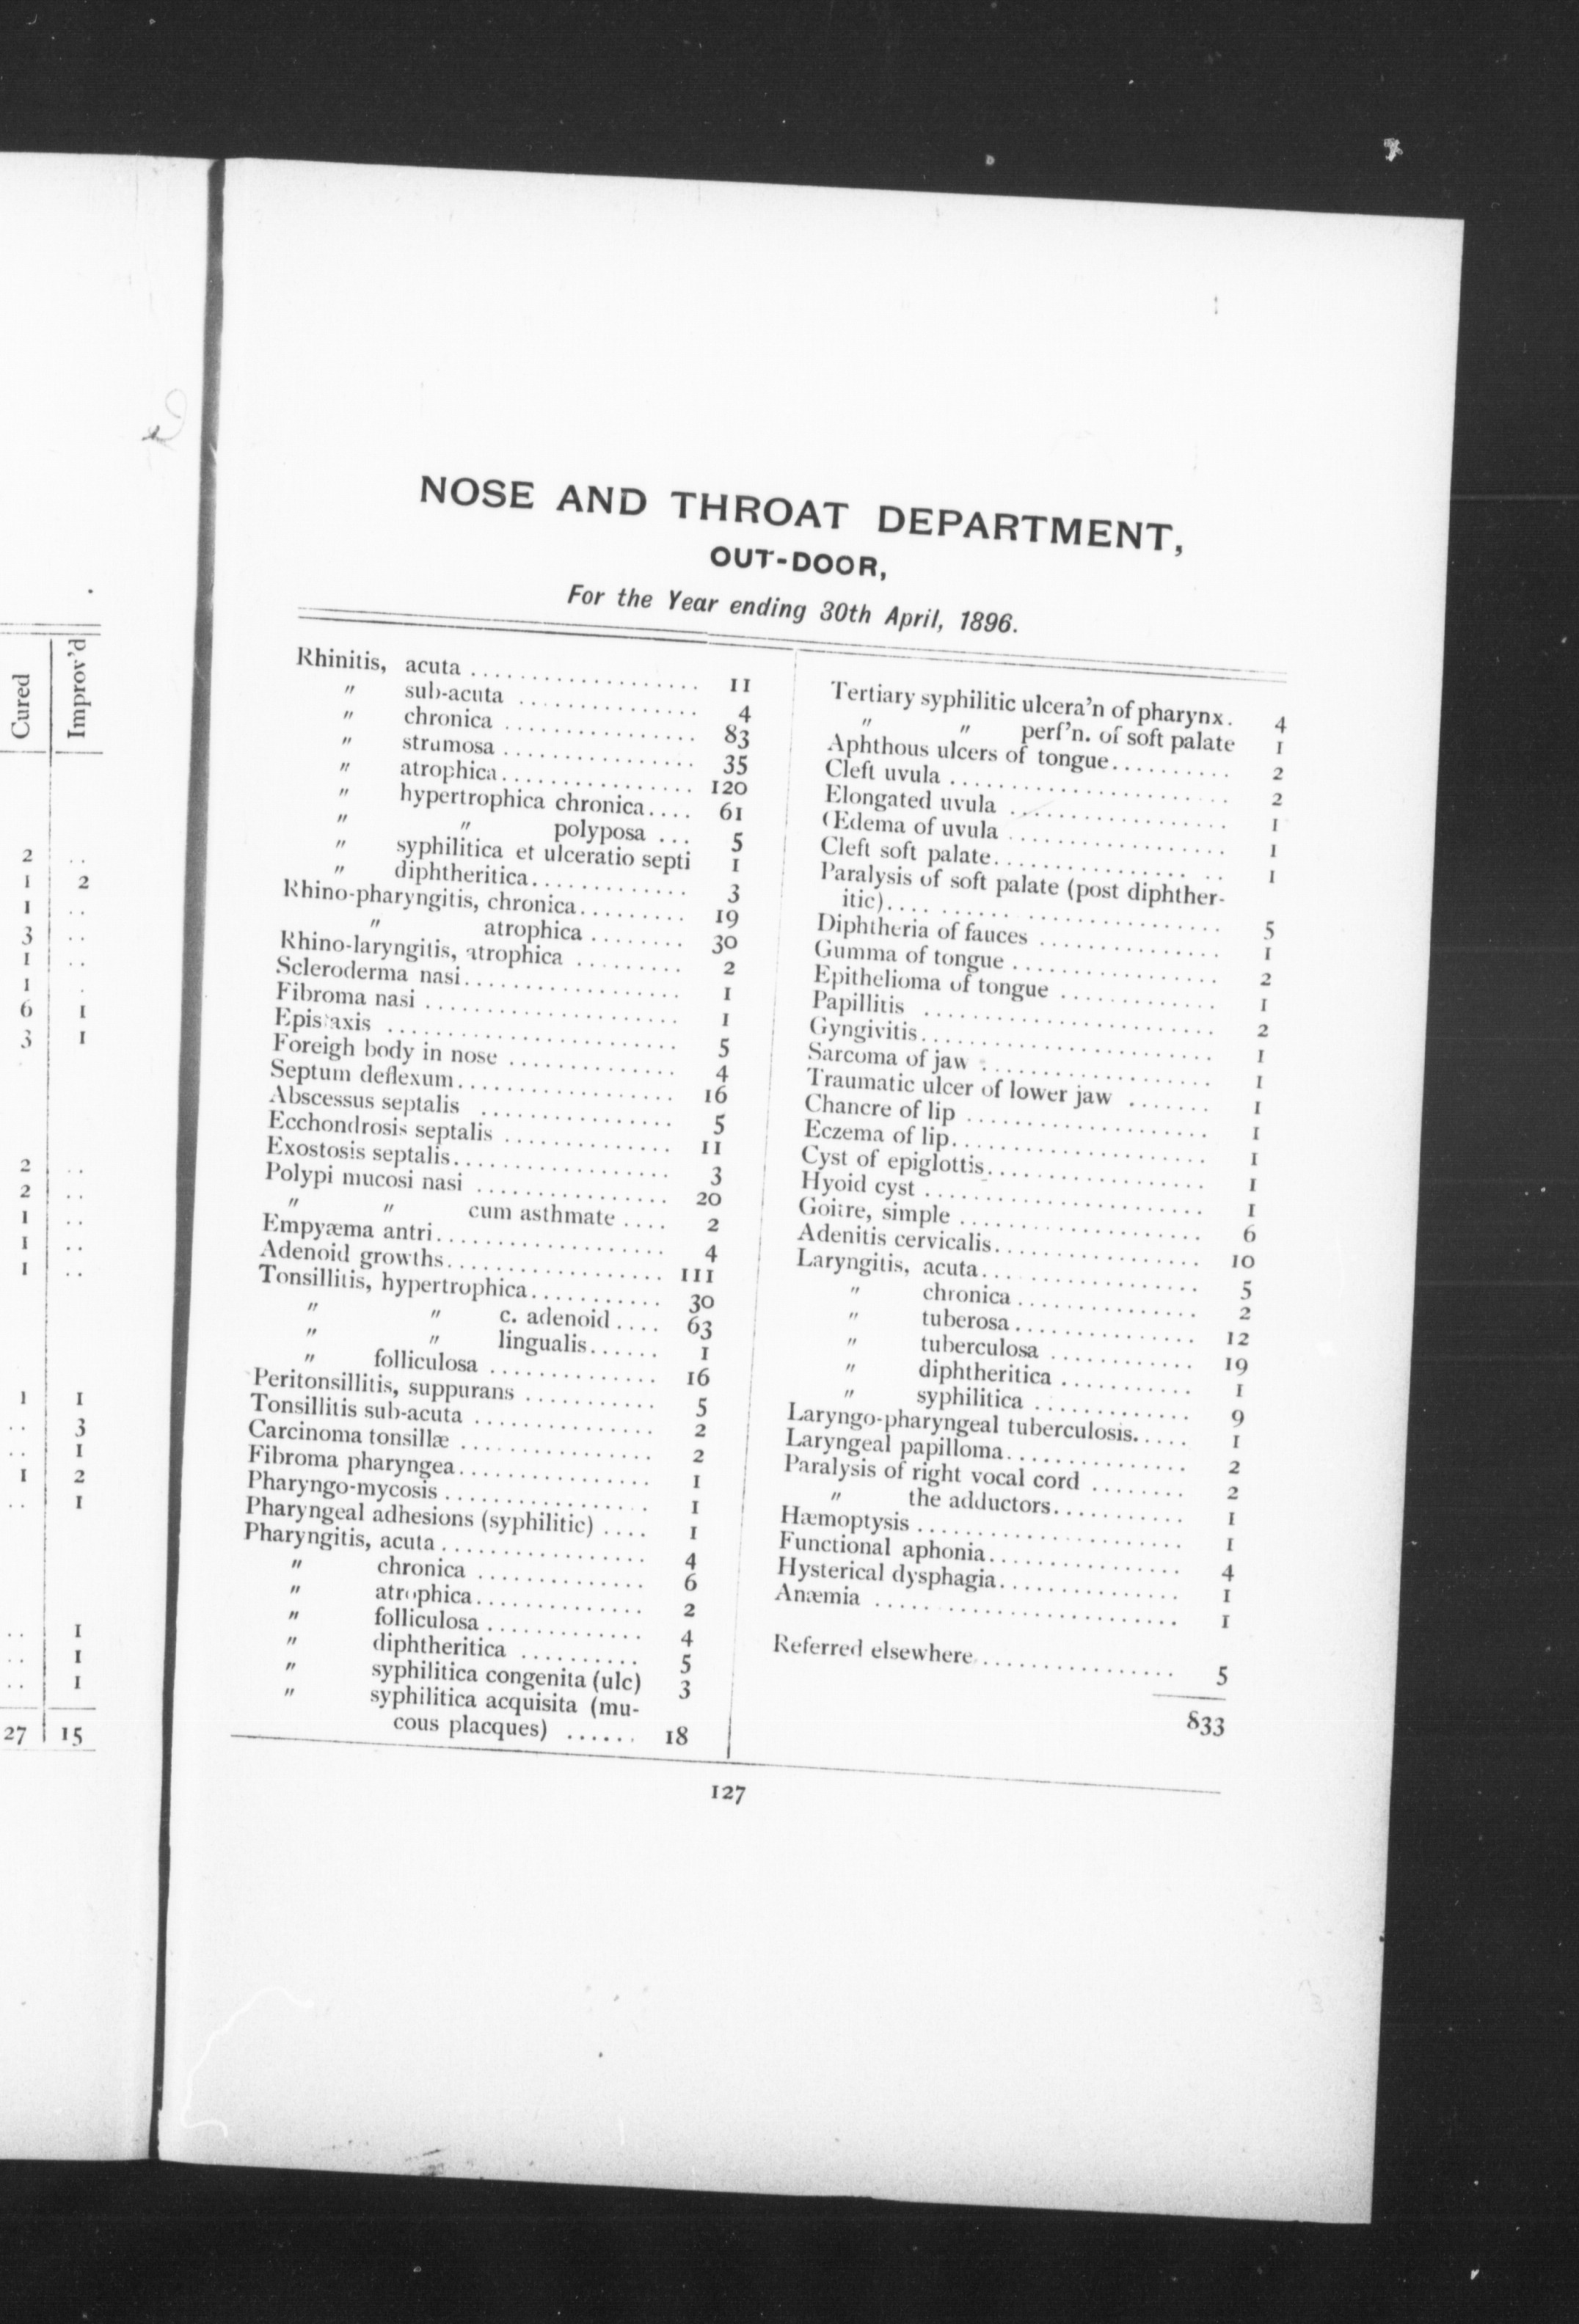 Cured
Improv'd
2 ..
1 2
1 ..
3 ..
1 ..
1 .
6 1
3 1
2 ..
2 ..
1 ..
1 ..
1 ..
1 1
.. 3
.. 1
1 2
.. 1
.. 1
.. 1
.. 1
27 15
NOSE AND THROAT DEPARTMENT,
OUT-DOOR,
For the Year ending 30th April, 1896.
Rhinitis, acuta ................... 11
" sub-acuta ............... 4
" chronica ................ 83
" strumosa ................ 35
" atrophica................ 120
" hypertrophica chronica.... 61
" " polyposa ... 5
" syphilitica et ulceratio septi 1
" diphtheritica............. 3
Rhino-pharyngitis, chronica......... 19
" atrophica ........ 30
Rhino-laryngitis, atrophica ......... 2
Scleroderma nasi.................. 1
Fibroma nasi ..................... 1
Epistaxis ........................ 5
Foreigh body in nose .............. 4
Septum deflexum.................. 16
Abscessus septalis ................ 5
Ecchondrosis septalis .............. 11
Exostosis septalis.................. 3
Polypi mucosi nasi ................ 20
" " cum asthmate .... 2
Empyæma antri................... 4
Adenoid growths.................. 111
Tonsillitis, hypertrophica........... 30
" " c. adenoid .... 63
" " lingualis...... 1
" folliculosa .............. 16
Peritonsillitis, suppurans ........... 5
Tonsillitis sub-acuta ............... 2
Carcinoma tonsillæ ................ 2
Fibroma pharyngea................ 1
Pharyngo-mycosis ................. 1
Pharyngeal adhesions (syphilitic) .... 1
Pharyngitis, acuta ................. 4
" chronica .............. 6
" atrophica.............. 2
" folliculosa ............. 4
" diphtheritica .......... 5
" syphilitica congenita (ulc) 3
" syphilitica acquisita (mu-
cous placques) ...... 18
Tertiary syphilitic ulcera'n of pharynx. 4
" " perf'n. of soft palate 1
Aphthous ulcers of tongue.......... 2
Cleft uvula ....................... 2
Elongated uvula .................. 1
Œdema of uvula .................. 1
Cleft soft palate................... 1
Paralysis of soft palate (post diphther-
itic)............................ 5
Diphtheria of fauces ............... 1
Gumma of tongue ................. 2
Epithelioma of tongue ............. 1
Papillitis ........................ 2
Gyngivitis........................ 1
Sarcoma of jaw ................... 1
Traumatic ulcer of lower jaw ....... 1
Chancre of lip .................... 1
Eczema of lip..................... 1
Cyst of epiglottis.................. 1
Hyoid cyst ....................... 1
Goitre, simple .................... 6
Adenitis cervicalis................. 10
Laryngitis, acuta.................. 5
" chronica ............... 2
" tuberosa ............... 12
" tuberculosa ............ 19
" diphtheritica ........... 1
" syphilitica ............. 9
Laryngo-pharyngeal tuberculosis..... 1
Laryngeal papilloma............... 2
Paralysis of right vocal cord ........ 2
" the adductors........... 1
Hæmoptysis ...................... 1
Functional aphonia................ 4
Hysterical dysphagia............... 1
Anæmia ......................... 1
Referred elsewhere................. 5
833
127